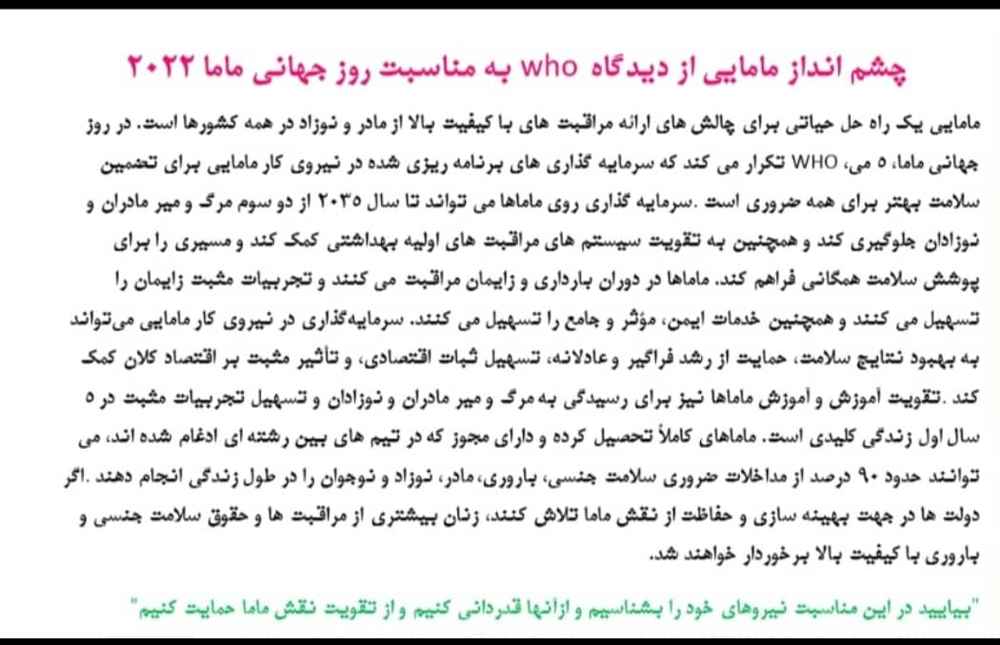 چشم انداز مامایی از دیدگاه who به مناسبت روز جهانی ماما ۲۰۲۲
مامایی یک راه حل حیاتی برای چالش های ارائه مراقبت های با کیفیت بالا از مادر و نوزاد در همه کشورها است. در روز
جهانی ماما، ۵ می، WHO تکرار می کند که سرمایه گذاری های برنامه ریزی شده در نیروی کار مامایی برای تضمین
سلامت بهتر برای همه ضروری است .سرمایه گذاری روی ماماها می تواند تا سال ۲۰۳۵ از دو سوم مرگ و میر مادران و
نوزادان جلوگیری کند و همچنین به تقویت سیستم های مراقبت های اولیه بهداشتی کمک کند و مسیری را برای
پوشش سلامت همگانی فراهم کند. ماماها در دوران بارداری و زایمان مراقبت می کنند و تجربیات مثبت زایمان را
تسهیل می کنند و همچنین خدمات ایمن، مؤثر و جامع را تسهیل می کنند. سرمایه‌گذاری در نیروی کار مامایی می‌تواند
به بهبود نتایج سلامت، حمایت از رشد فراگیر و عادلانه، تسهیل ثبات اقتصادی، و تأثیر مثبت بر اقتصاد کلان کمک
کند .تقویت آموزش و آموزش ماماها نیز برای رسیدگی به مرگ و میر مادران و نوزادان و تسهیل تجربیات مثبت در ۵
سال اول زندگی کلیدی است. ماماهای کاملاً تحصیل کرده و دارای مجوز که در تیم های بین رشته ای ادغام شده اند، می
توانند حدود ۹۰ درصد از مداخلات ضروری سلامت جنسی، باروری، مادر، نوزاد و نوجوان را در طول زندگی انجام دهند .اگر
دولت ها در جهت بهینه سازی و حفاظت از نقش ماما تلاش کنند، زنان بیشتری از مراقبت ها و حقوق سلامت جنسی و
باروری با کیفیت بالا برخوردار خواهند شد.
"بیایید در این مناسبت نیروهای خود را بشناسیم و ازآنها قدردانی کنیم و از تقویت نقش ماما حمایت کنیم"